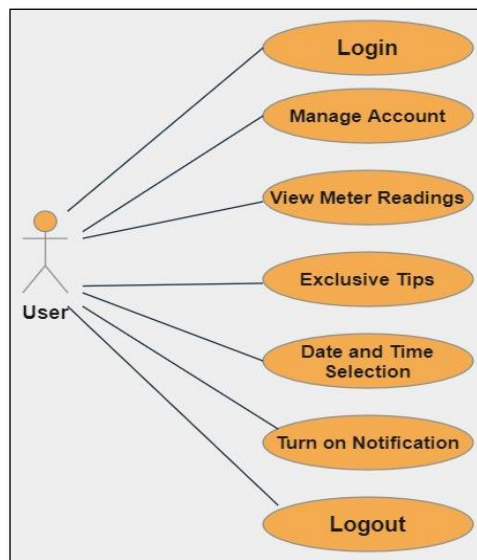 Login
Manage Account
View Meter Readings
User
Exclusive Tips
Date and Time
Selection
Turn on Notification
Logout